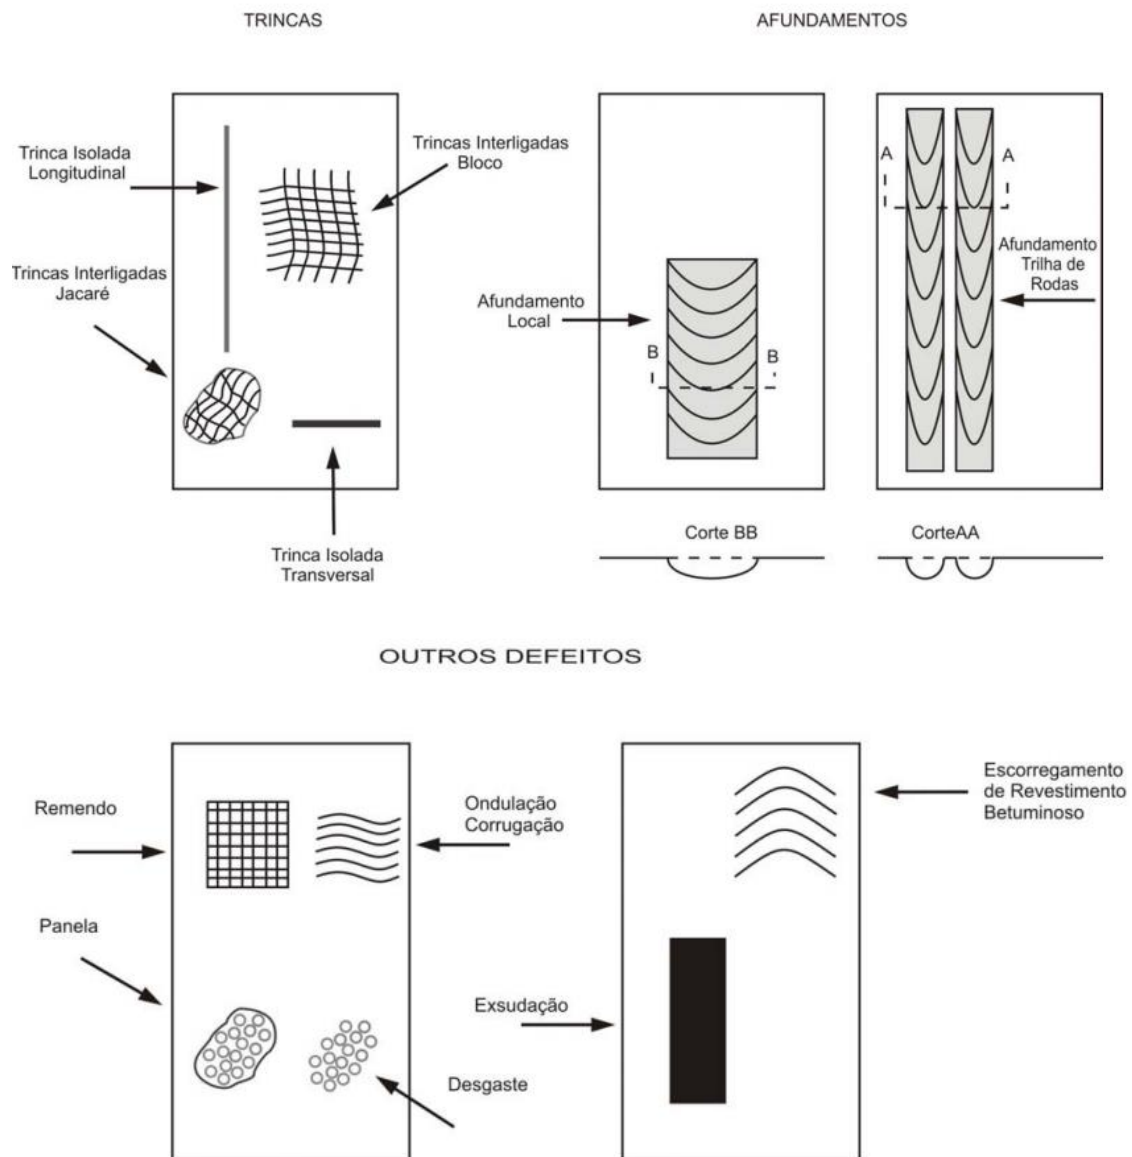 TRINCAS
AFUNDAMENTOS
Trinca Isolada
Longitudinal
Trincas Interligadas
Bloco
Trincas Interligadas
Jacaré
Trinca Isolada
Transversal
Afundamento
Local
B
B
A
A
Afundamento
Trilha de
Rodas
Corte BB
CorteAA
OUTROS DEFEITOS
Remendo
Ondulação
Corrugação
Panela
Desgaste
Escorregamento
de Revestimento
Betuminoso
Exsudação